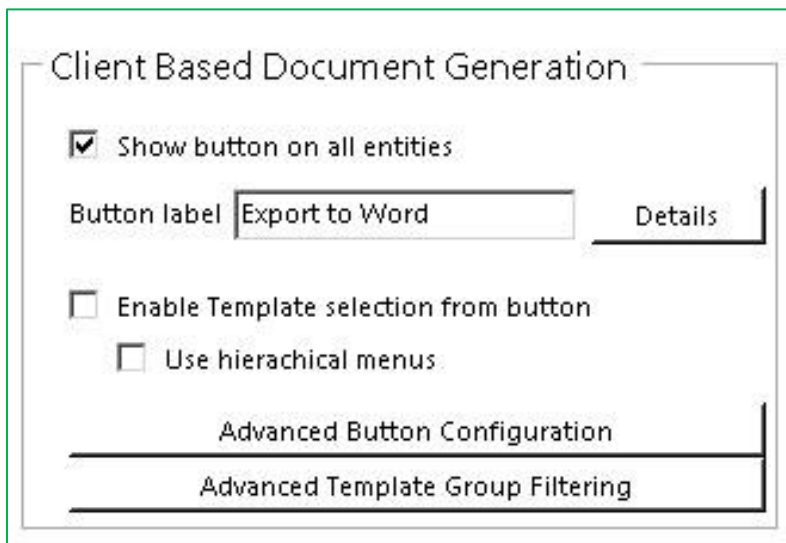 Client Based Document Generation
Show button on all entities
Button label Export to Word Details
Enable Template selection from button
Use hierachical menus
Advanced Button Configuration
Advanced Template Group Filtering